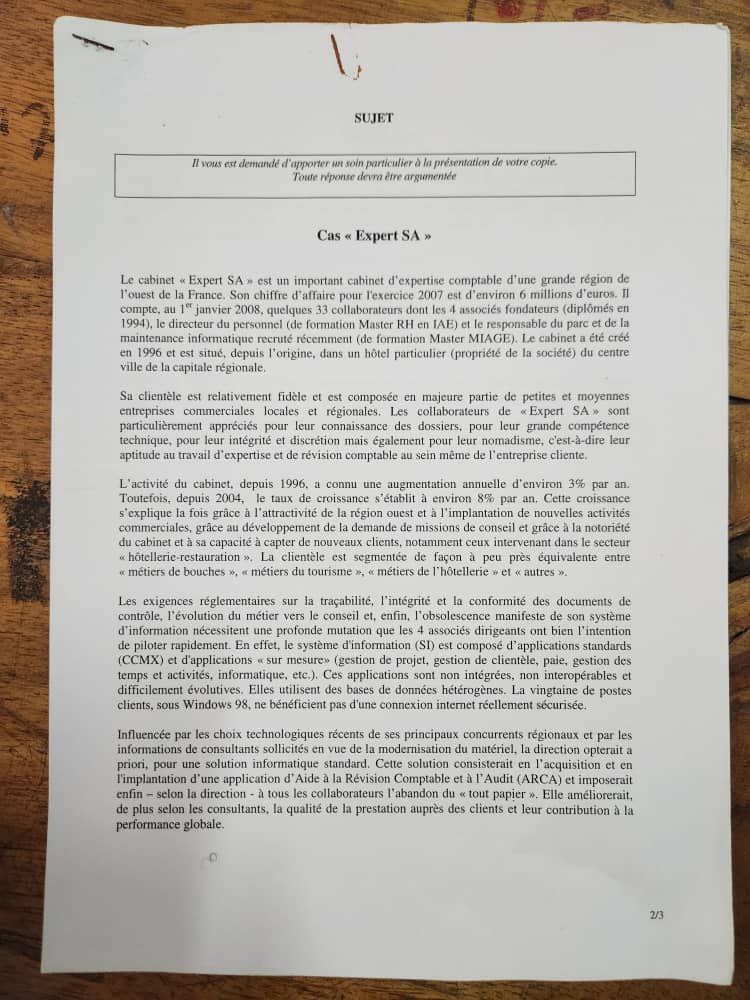 SUJET
Il vous est demandé d'apporter un soin particulier à la présentation de votre copie.
Toute réponse devra être argumentée
Cas « Expert SA »
Le cabinet « Expert SA » est un important cabinet d'expertise comptable d'une grande région de
l'ouest de la France. Son chiffre d'affaire pour l'exercice 2007 est d'environ 6 millions d'euros. Il
compte, au 1er janvier 2008, quelques 33 collaborateurs dont les 4 associés fondateurs (diplômés en
1994), le directeur du personnel (de formation Master RH en IAE) et le responsable du parc et de la
maintenance informatique recruté récemment (de formation Master MIAGE). Le cabinet a été créé
en 1996 et est situé, depuis l'origine, dans un hôtel particulier (propriété de la société) du centre
ville de la capitale régionale.
Sa clientèle est relativement fidèle et est composée en majeure partie de petites et moyennes
entreprises commerciales locales et régionales. Les collaborateurs de « Expert SA » sont
particulièrement appréciés pour leur connaissance des dossiers, pour leur grande compétence
technique, pour leur intégrité et discrétion mais également pour leur nomadisme, c'est-à-dire leur
aptitude au travail d'expertise et de révision comptable au sein même de l'entreprise cliente.
L'activité du cabinet, depuis 1996, a connu une augmentation annuelle d'environ 3% par an.
Toutefois, depuis 2004, le taux de croissance s'établit à environ 8% par an. Cette croissance
s'explique la fois grâce à l'attractivité de la région ouest et à l'implantation de nouvelles activités
commerciales, grâce au développement de la demande de missions de conseil et grâce à la notoriété
du cabinet et à sa capacité à capter de nouveaux clients, notamment ceux intervenant dans le secteur
« hôtellerie-restauration ». La clientèle est segmentée de façon à peu près équivalente entre
« métiers de bouches », « métiers du tourisme », « métiers de l'hôtellerie » et « autres ».
Les exigences réglementaires sur la traçabilité, l'intégrité et la conformité des documents de
contrôle, l'évolution du métier vers le conseil et, enfin, l'obsolescence manifeste de son système
d'information nécessitent une profonde mutation que les 4 associés dirigeants ont bien l'intention
de piloter rapidement. En effet, le système d'information (SI) est composé d'applications standards
(CCMX) et d'applications « sur mesure» (gestion de projet, gestion de clientèle, paie, gestion des
temps et activités, informatique, etc.). Ces applications sont non intégrées, non interopérables et
difficilement évolutives. Elles utilisent des bases de données hétérogènes. La vingtaine de postes
clients, sous Windows 98, ne bénéficient pas d'une connexion internet réellement sécurisée.
Influencée par les choix technologiques récents de ses principaux concurrents régionaux et par les
informations de consultants sollicités en vue de la modernisation du matériel, la direction opterait a
priori, pour une solution informatique standard. Cette solution consisterait en l'acquisition et en
l'implantation d'une application d'Aide à la Révision Comptable et à l'Audit (ARCA) et imposerait
enfin – selon la direction - à tous les collaborateurs l'abandon du « tout papier ». Elle améliorerait,
de plus selon les consultants, la qualité de la prestation auprès des clients et leur contribution à la
performance globale.
2/3